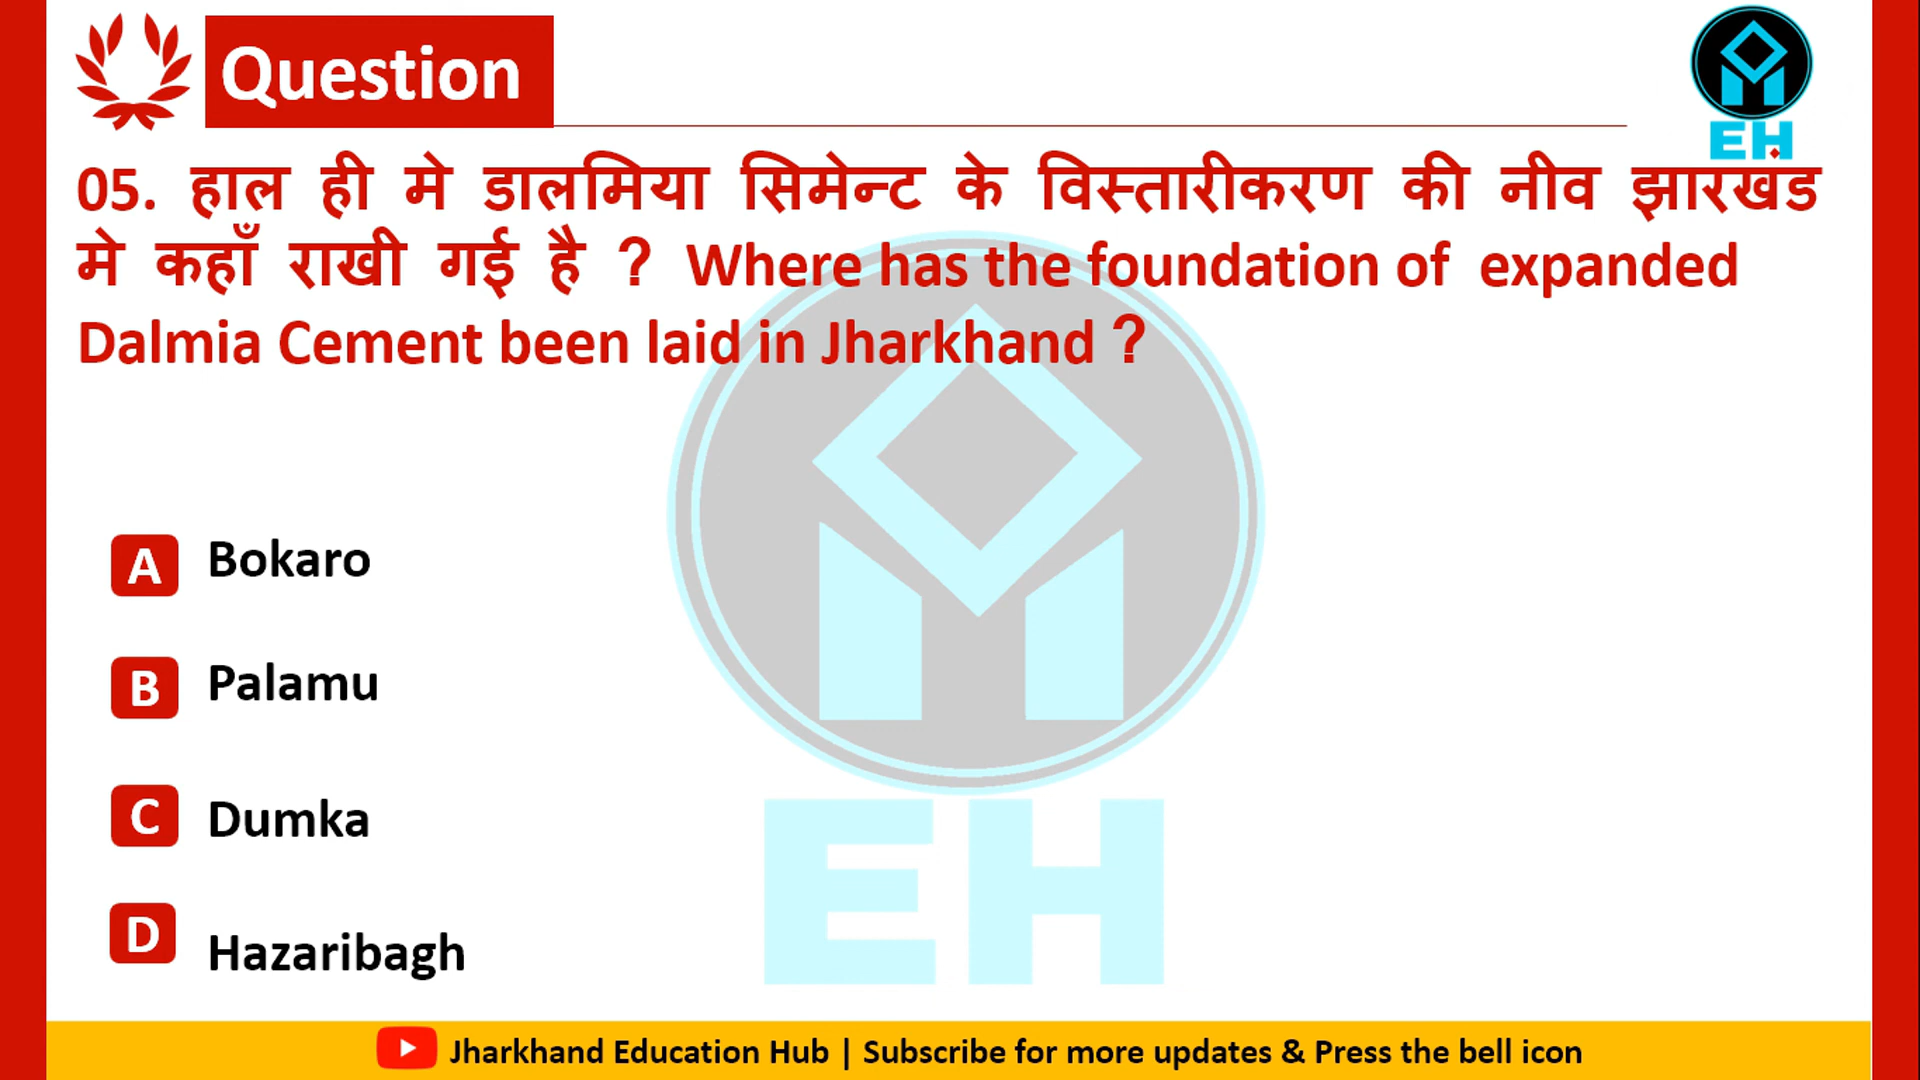 Question
EH
05. हाल ही मे डालमिया सिमेन्ट के विस्तारीकरण की नीव झारखंड
मे कहाँ राखी गई है ? Where has the foundation of expanded
Dalmia Cement been laid in Jharkhand ?
A Bokaro
B Palamu
C Dumka
D Hazaribagh
EH
Jharkhand Education Hub | Subscribe for more updates & Press the bell icon